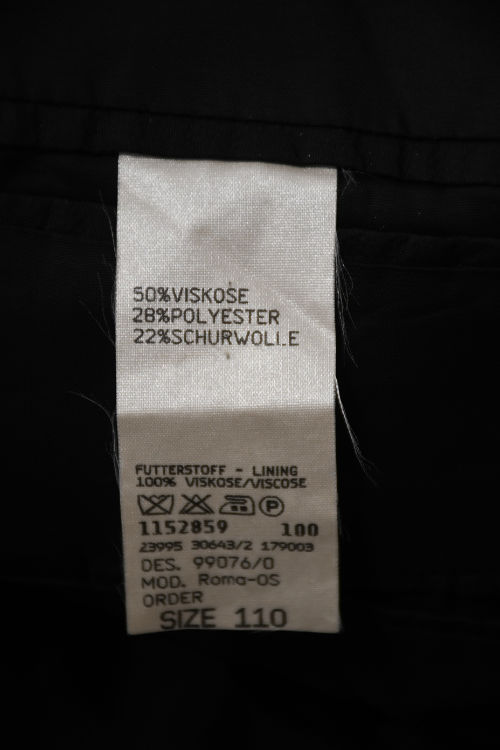 50%VISKOSE
28%POLYESTER
22%SCHURWOLLE
FUTTERSTOFF - LINING
100% VISKOSE/VISCOSE
P
1152859 100
23995 30643/2 179003
DES. 99076/0
MOD. Roma-OS
ORDER
SIZE 110